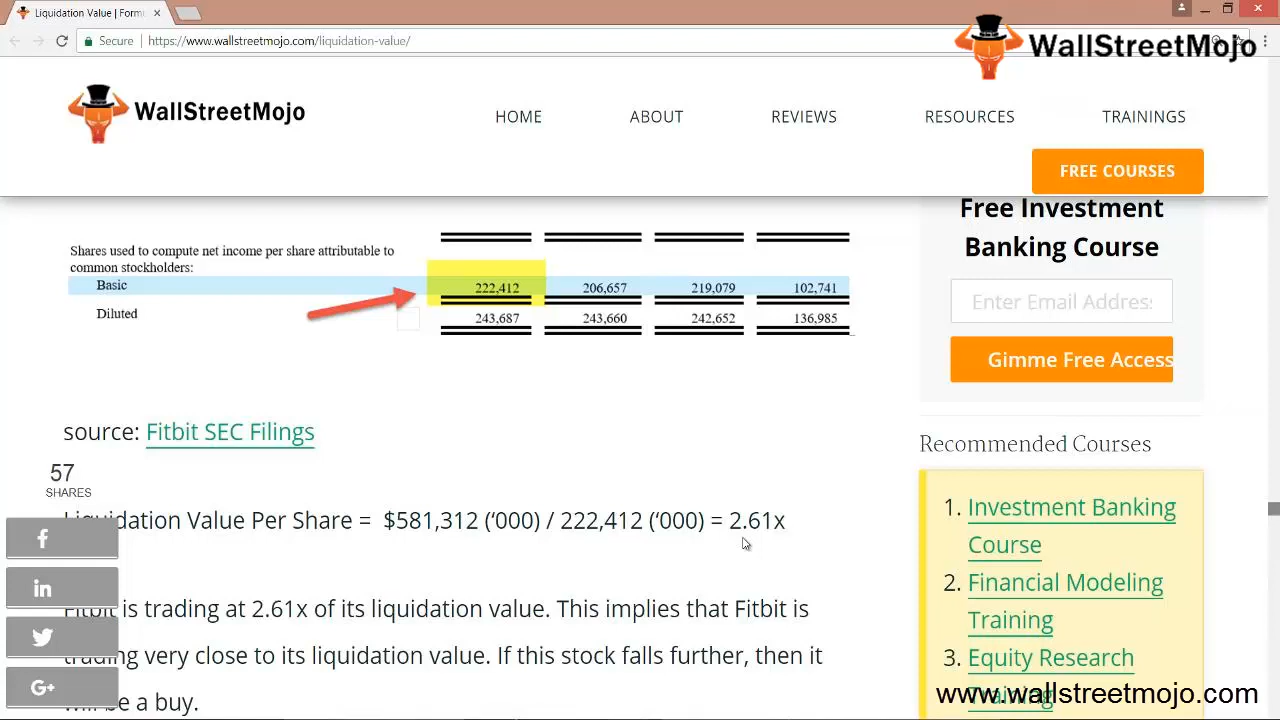 Liquidation Value | Form
Secure | https://www.wallstreetmojo.com/liquidation-value/
WallStreetMojo
WallStreetMojo
HOME ABOUT REVIEWS RESOURCES TRAININGS
FREE COURSES
Shares used to compute net income per share attributable to
common stockholders:
Basic 222,412 206,657 219,079 102,741
Diluted 243,687 243,660 242,652 136,985
source: Fitbit SEC Filings
57
SHARES
Liquidation Value Per Share = $581,312 (‘000) / 222,412 (‘000) = 2.61x
Fitbit is trading at 2.61x of its liquidation value. This implies that Fitbit is
trading very close to its liquidation value. If this stock falls further, then it
will be a buy.
Free Investment
Banking Course
Enter Email Address
Gimme Free Access
Recommended Courses
1. Investment Banking
Course
2. Financial Modeling
Training
3. Equity Research
Training
www.wallstreetmojo.com